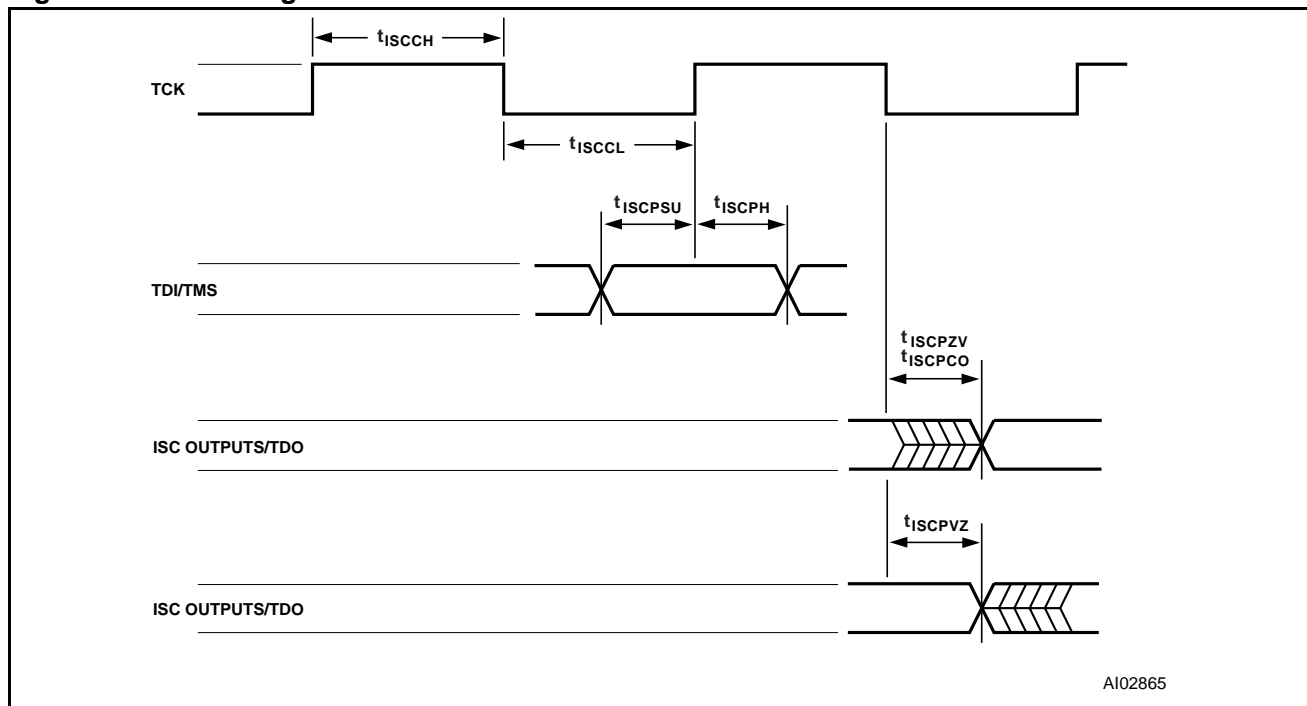 tISCCH
TCK
tISCCL
tISCPSU
tISCPH
TDI/TMS
tISCPZV
tISCPCO
ISC OUTPUTS/TDO
tISCPVZ
ISC OUTPUTS/TDO
AI02865